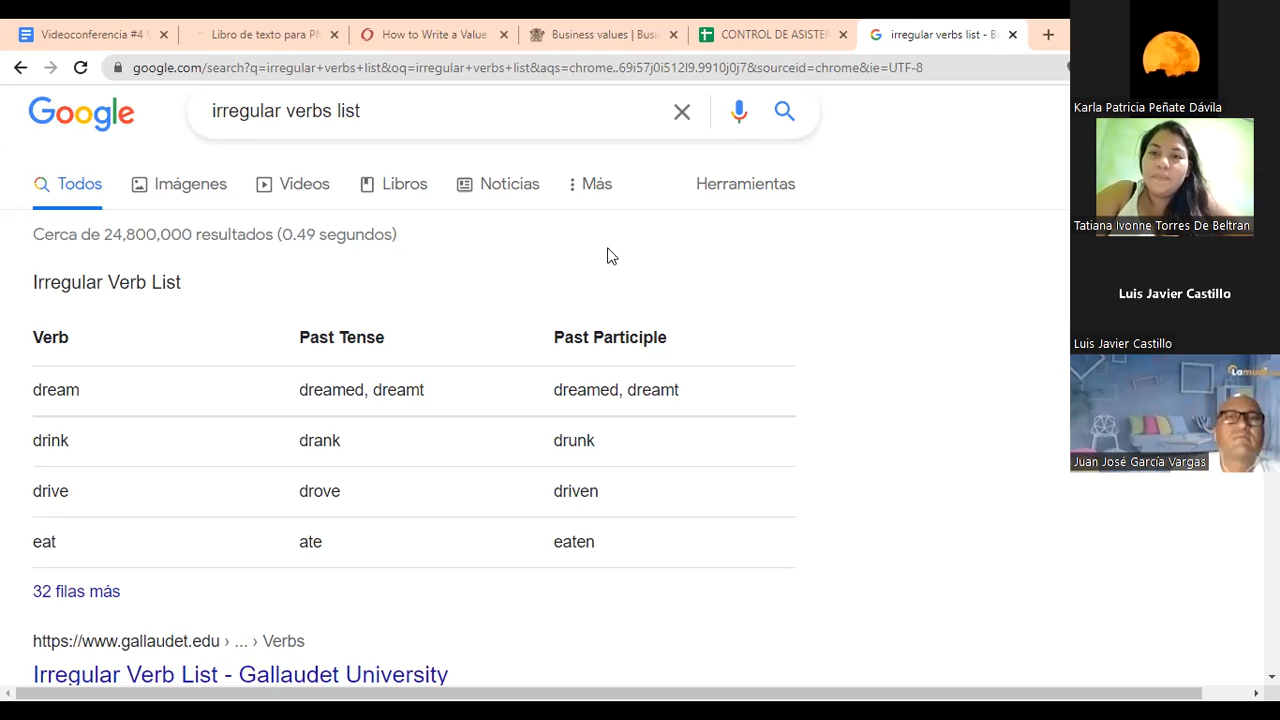 Videoconferencia #4 V
Libro de texto para PM
How to Write a Value
Business values | Busi
CONTROL DE ASISTEN
irregular verbs list - Bu
google.com/search?q=irregular+verbs+list&oq=irregular+verbs+list&aqs=chrome..69i57j0i512l9.9910j0j7&sourceid=chrome&ie=UTF-8
Google
irregular verbs list
Todos Imágenes Videos Libros Noticias Más Herramientas
Cerca de 24,800,000 resultados (0.49 segundos)
Irregular Verb List
Verb Past Tense Past Participle
dream dreamed, dreamt dreamed, dreamt
drink drank drunk
drive drove driven
eat ate eaten
32 filas más
https://www.gallaudet.edu › ... › Verbs
Irregular Verb List - Gallaudet University
Karla Patricia Peñate Dávila
Tatiana Ivonne Torres De Beltran
Luis Javier Castillo
Luis Javier Castillo
Juan José García Vargas